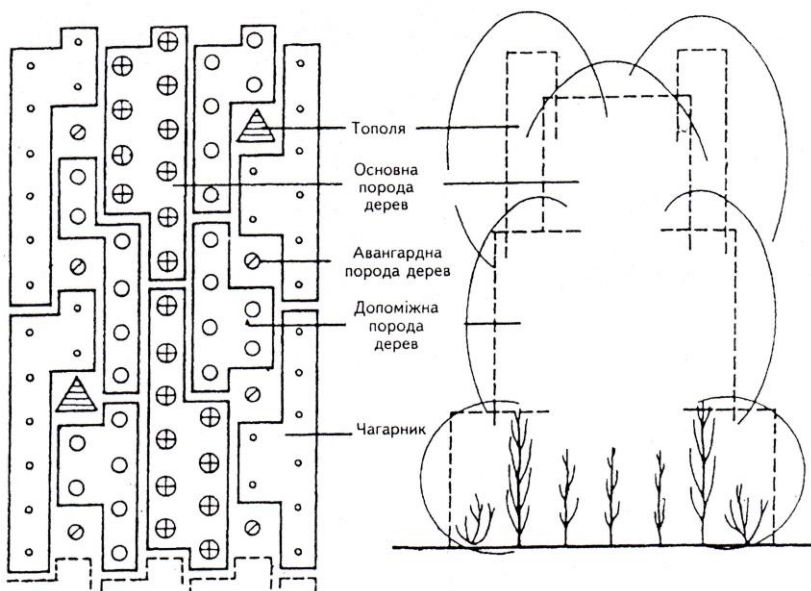 Тополя
Основна
порода
дерев
Авангардна
порода дерев
Допоміжна
порода
дерев
Чагарник